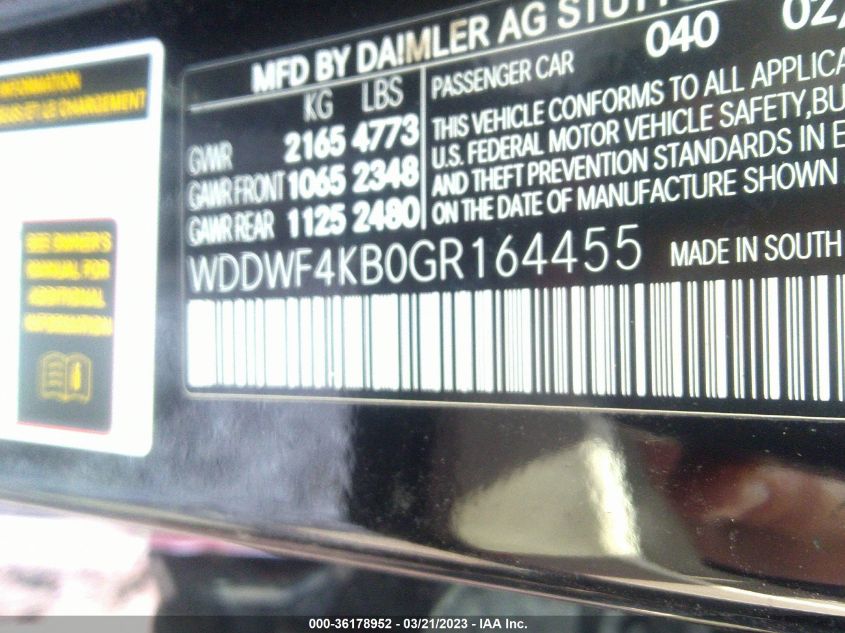 INFORMATION
SEE OWNER'S
MANUAL FOR
ADDITIONAL
INFORMATION
MFD BY DAIMLER AG
040 02
KG LBS
PASSENGER CAR
GVWR 2165 4773
GAWR FRONT 1065 2348
GAWR REAR 1125 2480
THIS VEHICLE CONFORMS TO ALL
U.S. FEDERAL MOTOR VEHICLE SAFETY,
AND THEFT PREVENTION STANDARDS IN
ON THE DATE OF MANUFACTURE SHOWN
WDDWF4KB0GR164455 MADE IN SOUTH
000-36178952 - 03/21/2023 - IAA Inc.